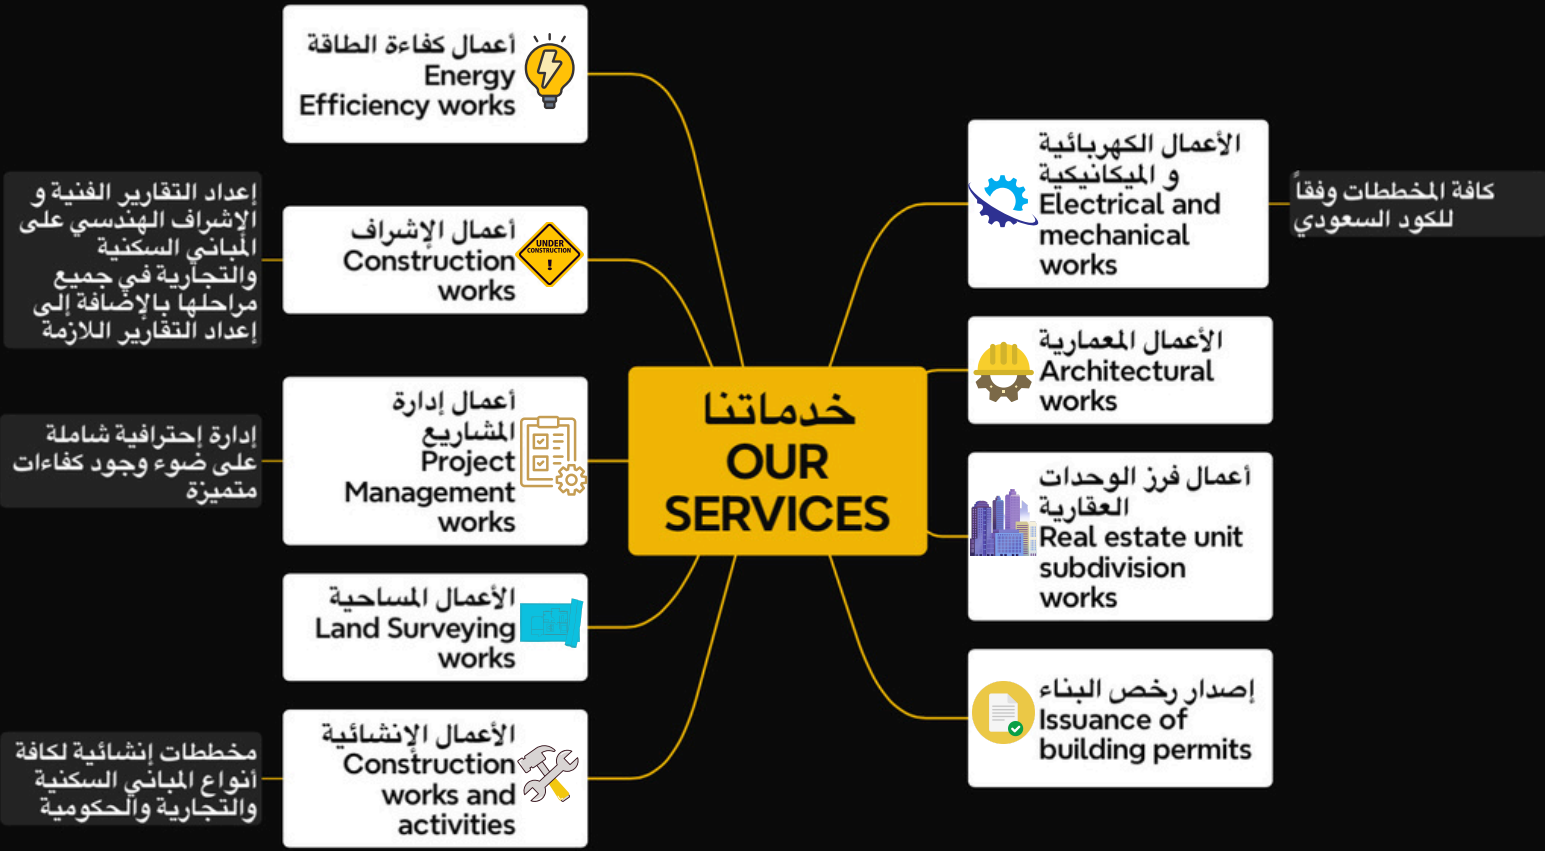 خدماتنا
OUR
SERVICES
أعمال كفاءة الطاقة
Energy
Efficiency works
أعمال الإشراف
Construction
works
UNDER
CONSTRUCTION
!
إعداد التقارير الفنية و
الإشراف الهندسي على
المباني السكنية
والتجارية في جميع
مراحلها بالإضافة إلى
إعداد التقارير اللازمة
أعمال إدارة
المشاريع
Project
Management
works
إدارة إحترافية شاملة
على ضوء وجود كفاءات
متميزة
الأعمال المساحية
Land Surveying
works
الأعمال الإنشائية
Construction
works and
activities
مخططات إنشائية لكافة
أنواع المباني السكنية
والتجارية والحكومية
الأعمال الكهربائية
و الميكانيكية
Electrical and
mechanical
works
كافة المخططات وفقاً
للكود السعودي
الأعمال المعمارية
Architectural
works
أعمال فرز الوحدات
العقارية
Real estate unit
subdivision
works
إصدار رخص البناء
Issuance of
building permits